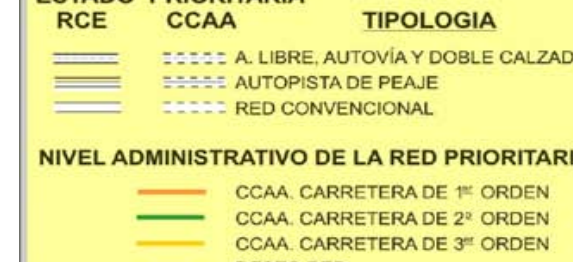 RCE CCAA TIPOLOGIA
A. LIBRE, AUTOVÍA Y DOBLE CALZAD
AUTOPISTA DE PEAJE
RED CONVENCIONAL
NIVEL ADMINISTRATIVO DE LA RED PRIORITARI
CCAA. CARRETERA DE 1ᵉʳ ORDEN
CCAA. CARRETERA DE 2º ORDEN
CCAA. CARRETERA DE 3ᵉʳ ORDEN